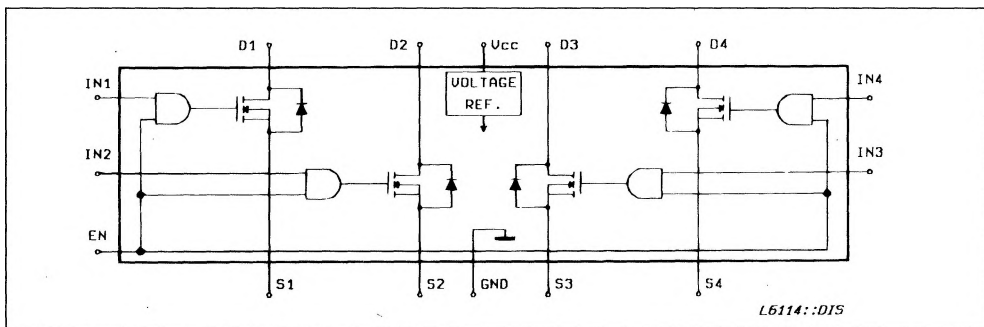 D1 D2 Vcc D3 D4
IN1 VOLTAGE IN4
REF.
IN2 IN3
EN
S1 S2 GND S3 S4
L6114::DIS